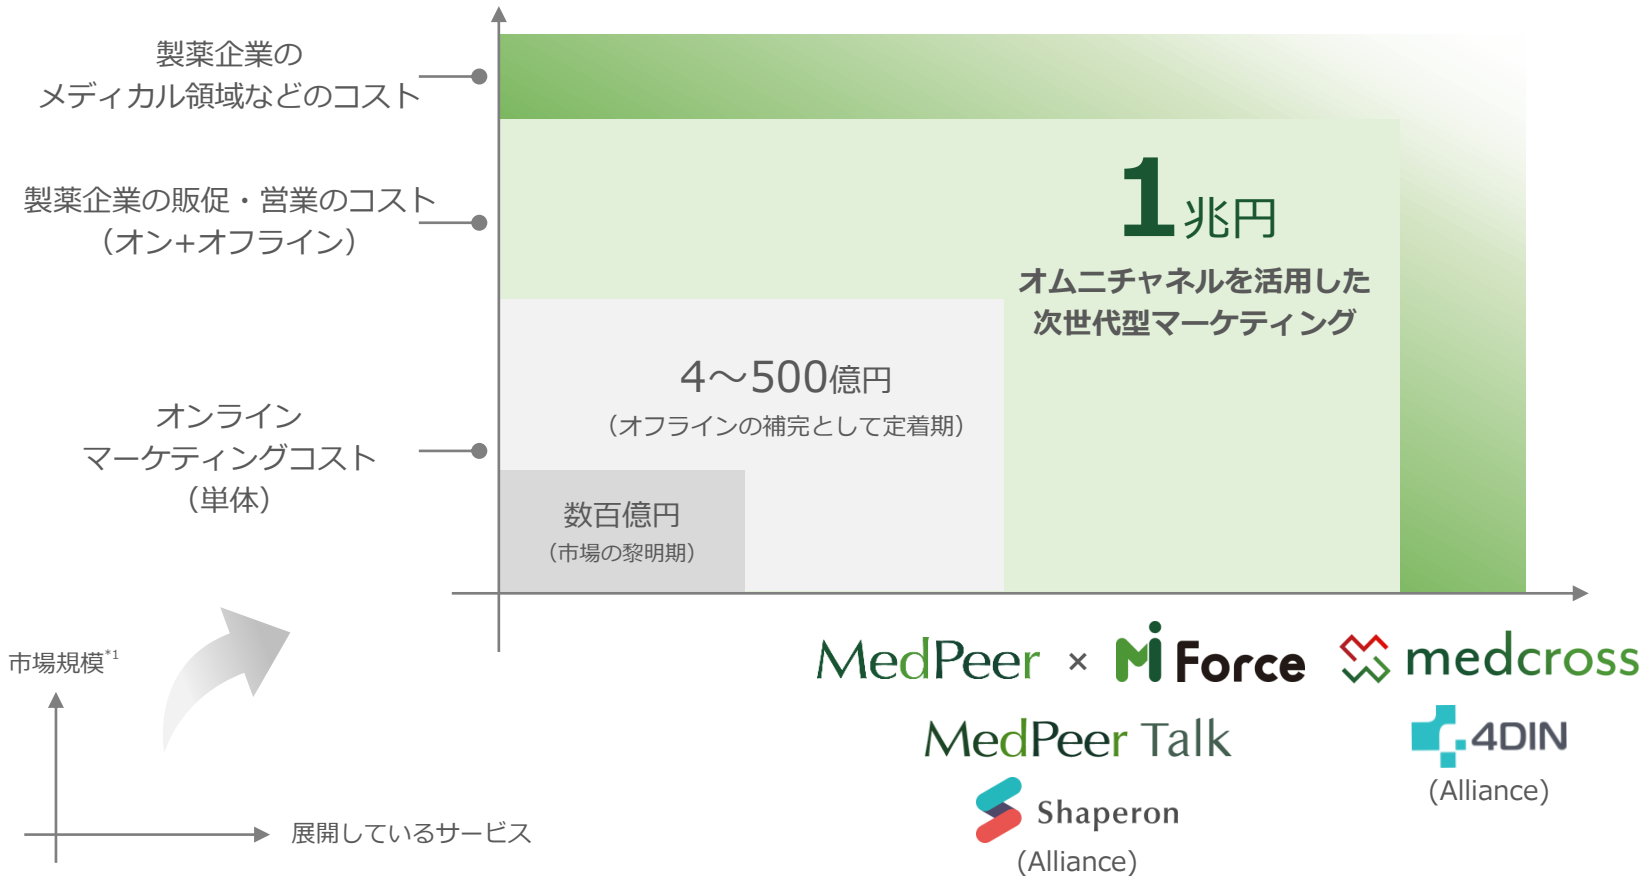 製薬企業の
メディカル領域などのコスト
製薬企業の販促・営業のコスト
（オン+オフライン）
オンライン
マーケティングコスト
（単体）
1兆円
オムニチャネルを活用した
次世代型マーケティング
4～500億円
（オフラインの補完として定着期）
数百億円
（市場の黎明期）
市場規模*1
展開しているサービス
MedPeer × Mi Force
medcross
MedPeer Talk
4DIN
(Alliance)
Shaperon
(Alliance)